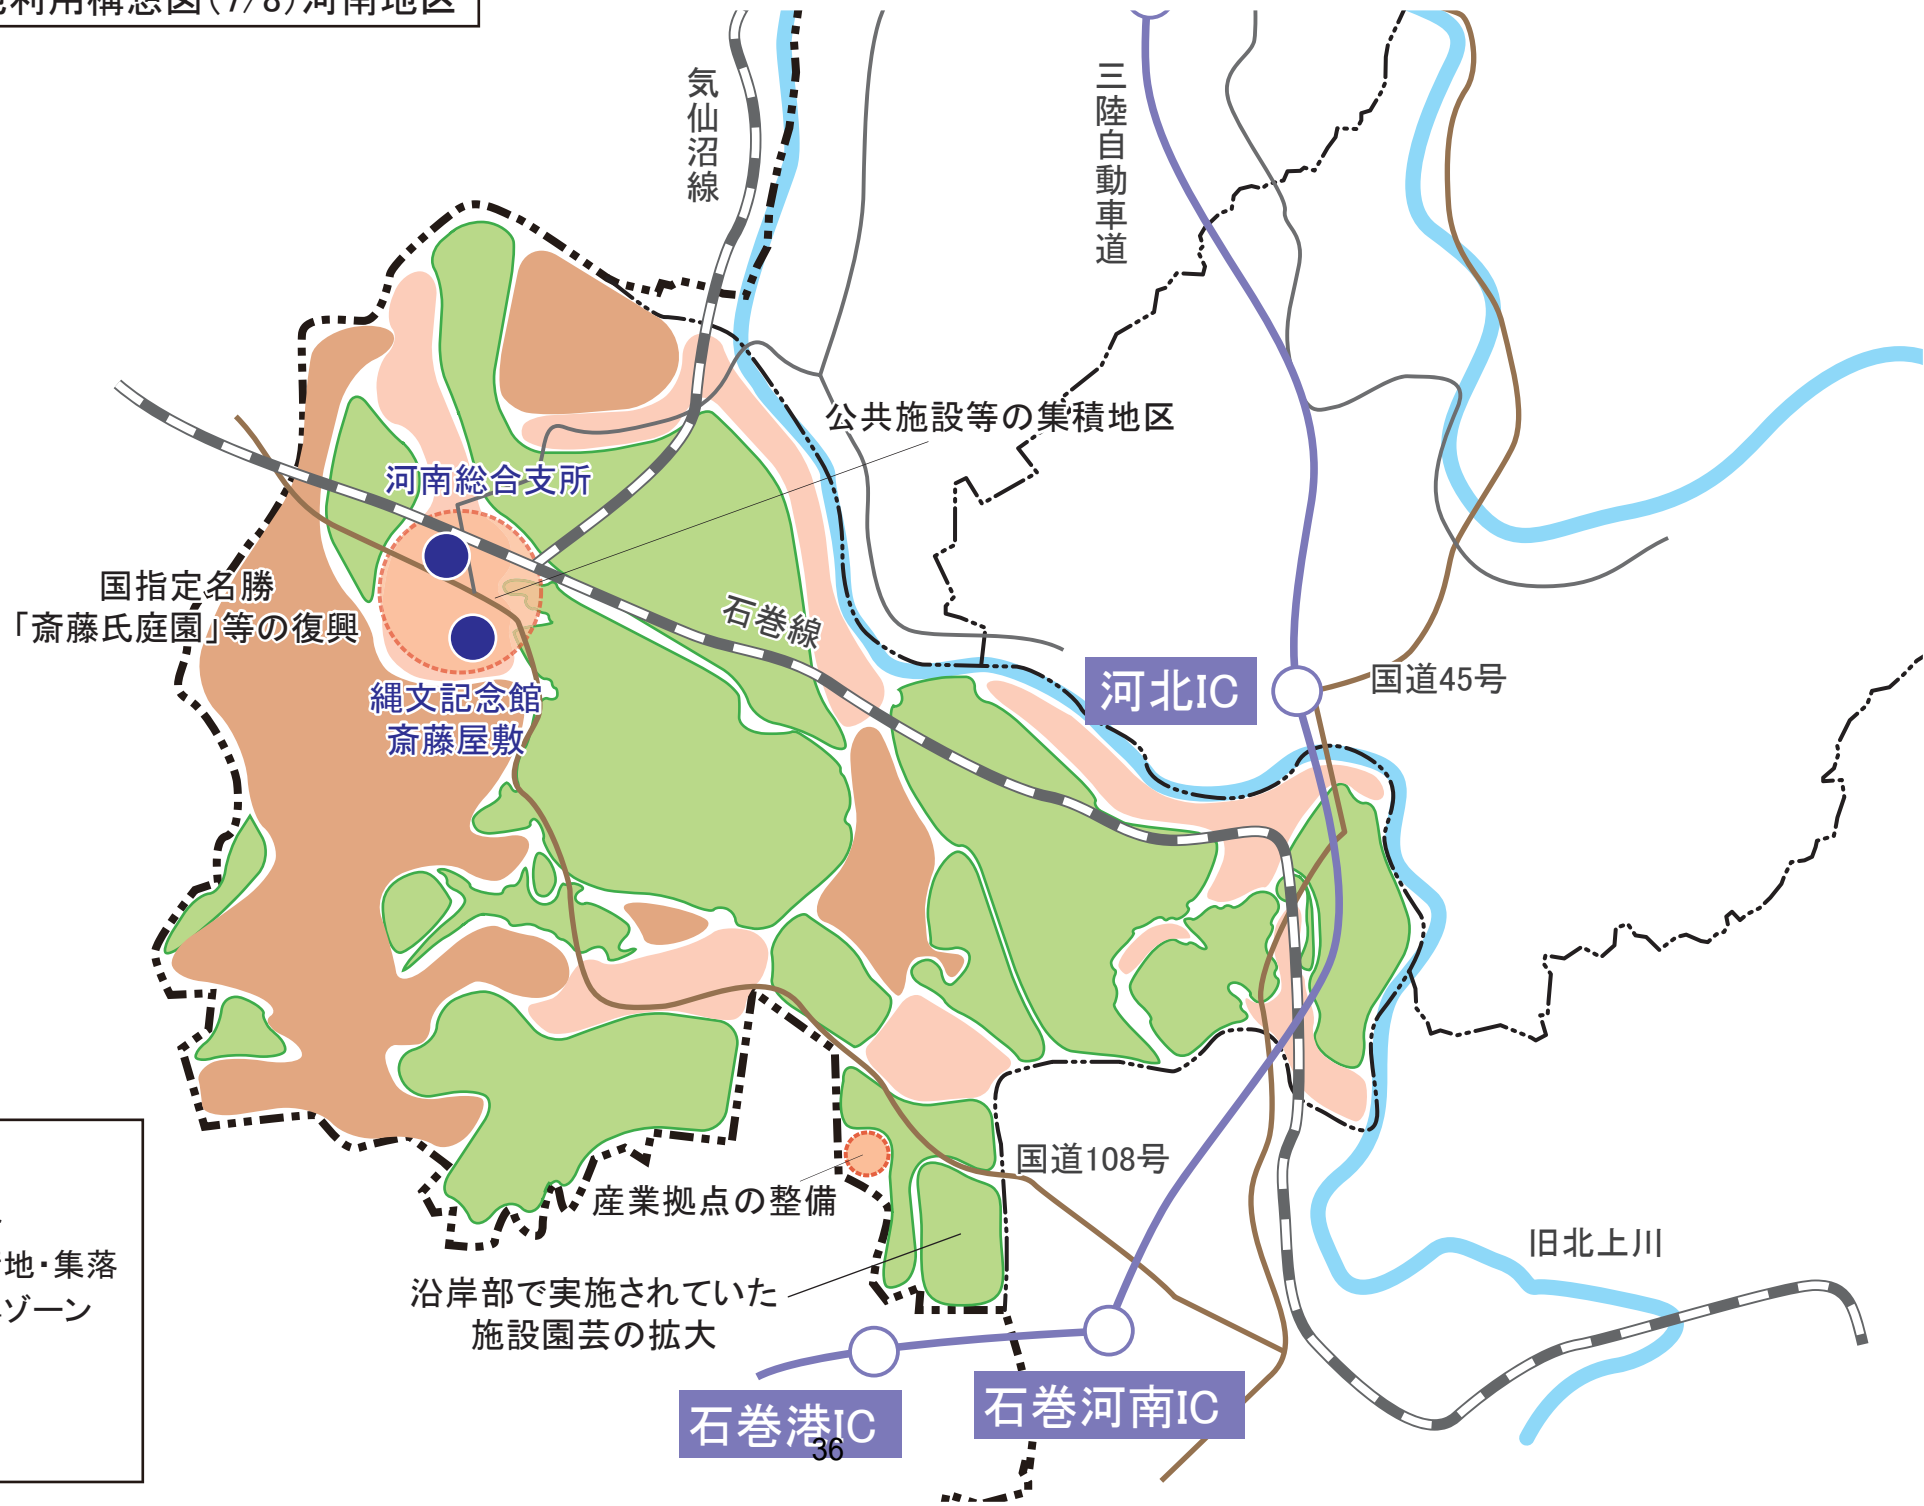 利用構想図(7/8)河南地区
気仙沼線
三陸自動車道
公共施設等の集積地区
河南総合支所
国指定名勝
「斎藤氏庭園」等の復興
石巻線
縄文記念館
斎藤屋敷
河北IC
国道45号
国道108号
産業拠点の整備
地・集落
ゾーン
沿岸部で実施されていた
施設園芸の拡大
旧北上川
石巻河南IC
石巻港IC
36